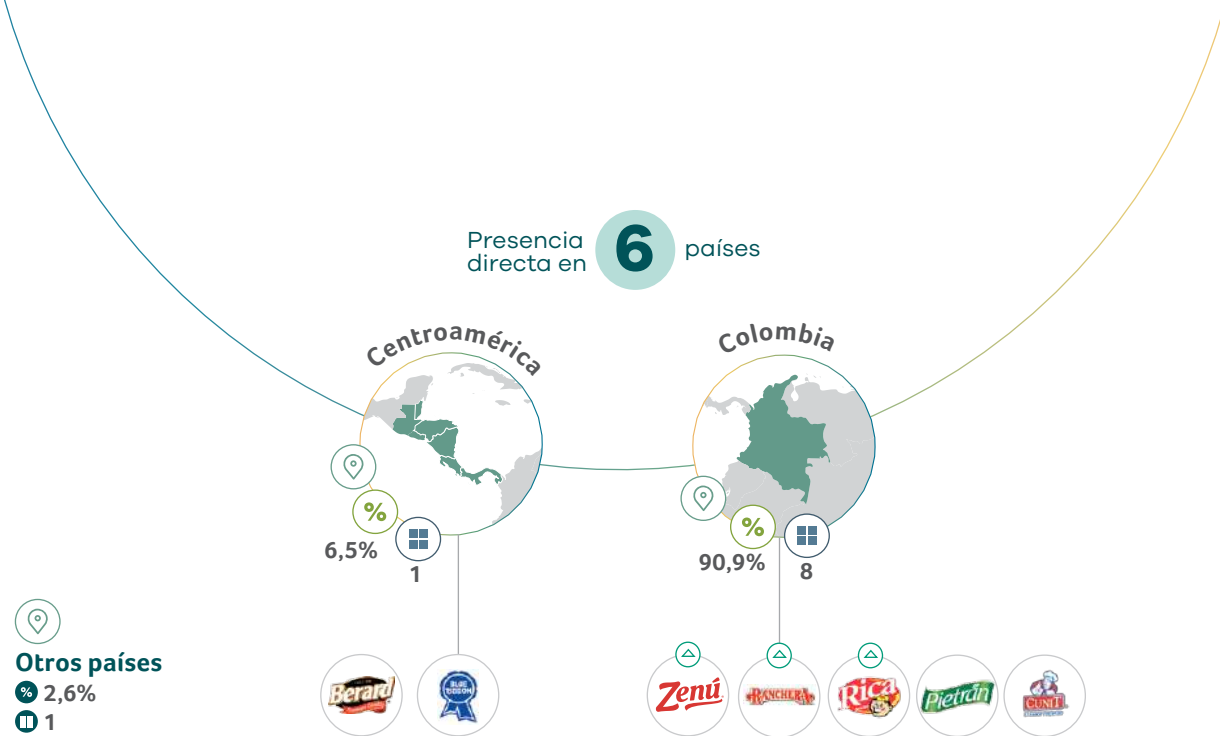 Presencia
directa en
6
países
Centroamérica
Colombia
%
6,5%
1
%
90,9%
8
Otros países
% 2,6%
1
Berard
BLUE
RIBBON
Zenú
RANCHERA
Rica
Pietrán
CUNIT